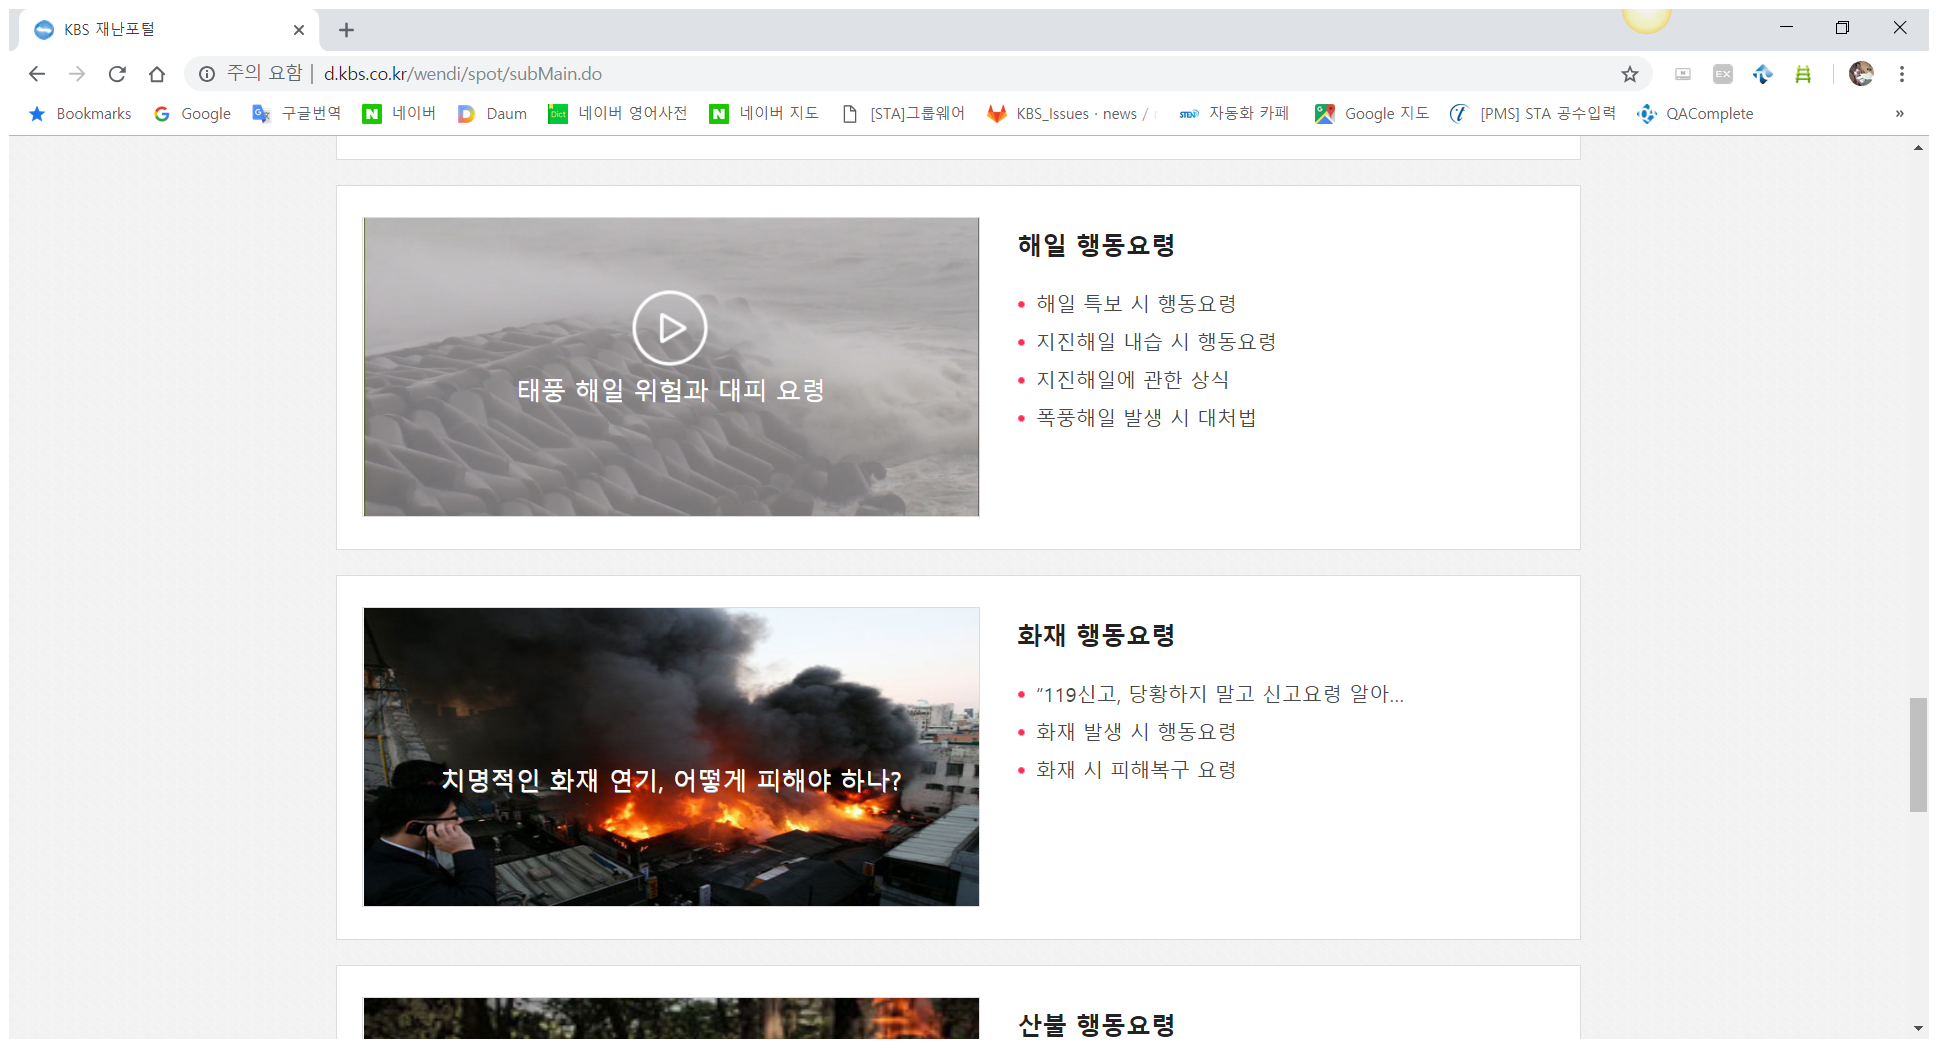 KBS 재난포털
주의 요함 | d.kbs.co.kr/wendi/spot/subMain.do
EX
Bookmarks Google 구글번역 네이버 Daum 네이버 영어사전 네이버 지도 [STA]그룹웨어 KBS_Issues · news / 자동화 카페 Google 지도 [PMS] STA 공수입력 QAComplete »
태풍 해일 위험과 대피 요령
해일 행동요령
• 해일 특보 시 행동요령
• 지진해일 내습 시 행동요령
• 지진해일에 관한 상식
• 폭풍해일 발생 시 대처법
치명적인 화재 연기, 어떻게 피해야 하나?
화재 행동요령
• “119신고, 당황하지 말고 신고요령 알아...
• 화재 발생 시 행동요령
• 화재 시 피해복구 요령
산불 행동요령